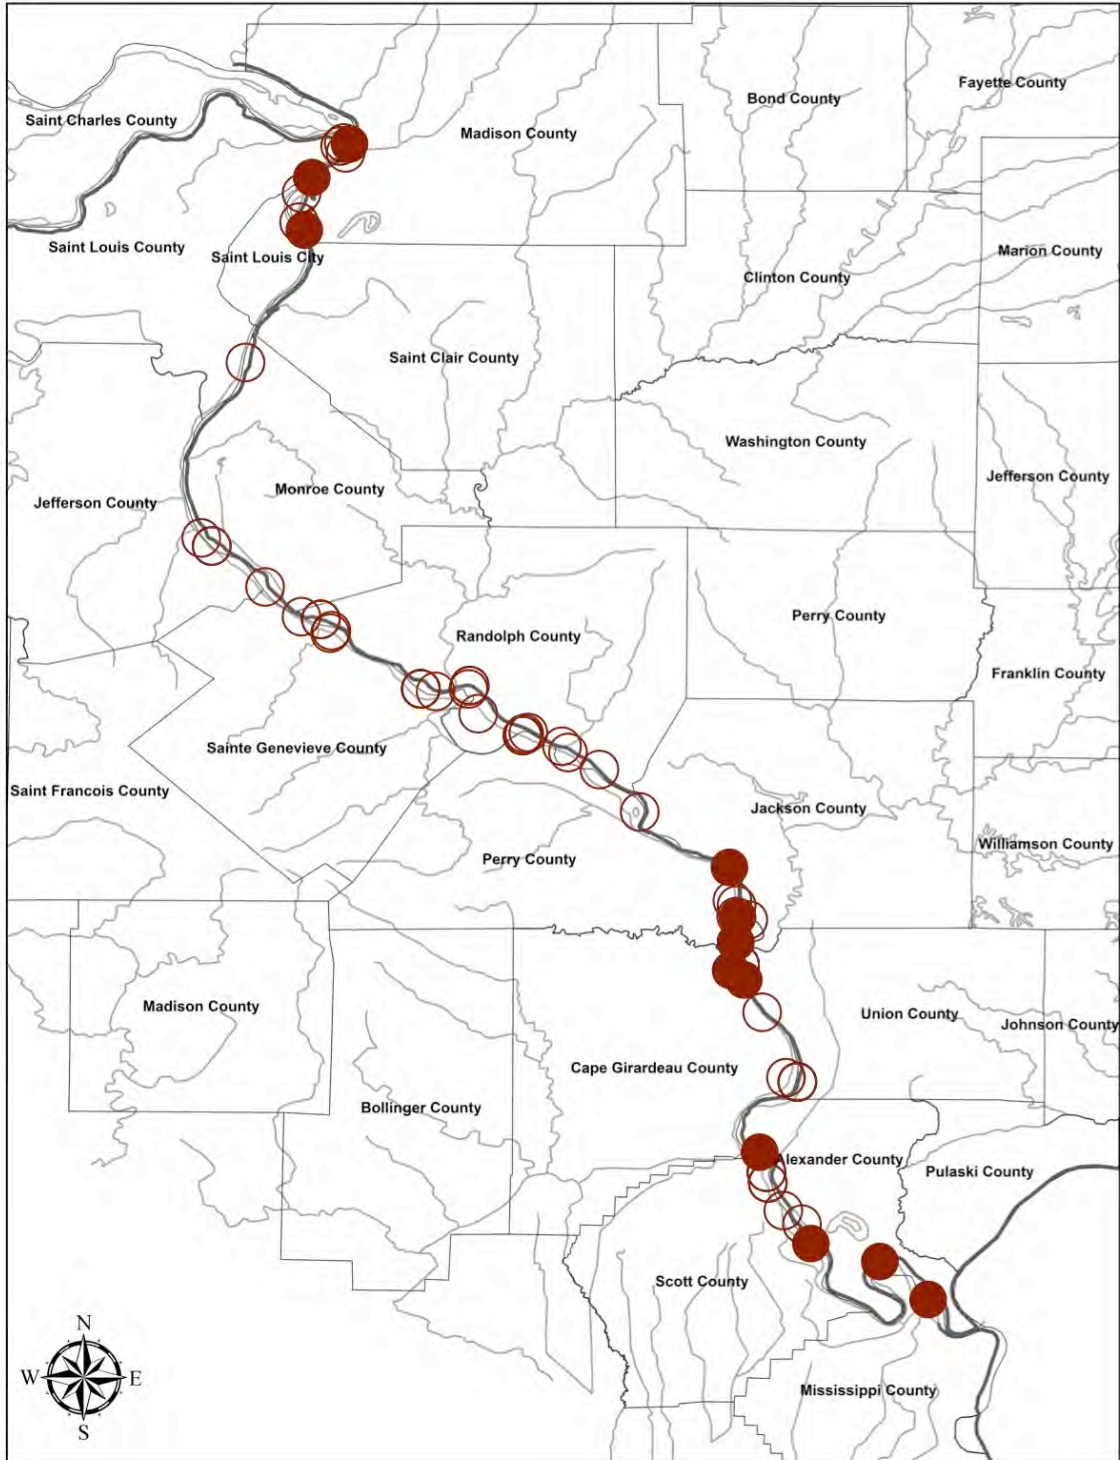 Fayette County
Bond County
Saint Charles County
Madison County
Saint Louis County
Saint Louis City
Marion County
Clinton County
Saint Clair County
Washington County
Jefferson County
Monroe County
Jefferson County
Perry County
Randolph County
Franklin County
Sainte Genevieve County
Saint Francois County
Jackson County
Williamson County
Perry County
Madison County
Union County
Johnson County
Cape Girardeau County
Bollinger County
Alexander County
Pulaski County
Scott County
Mississippi County
N
W
E
S